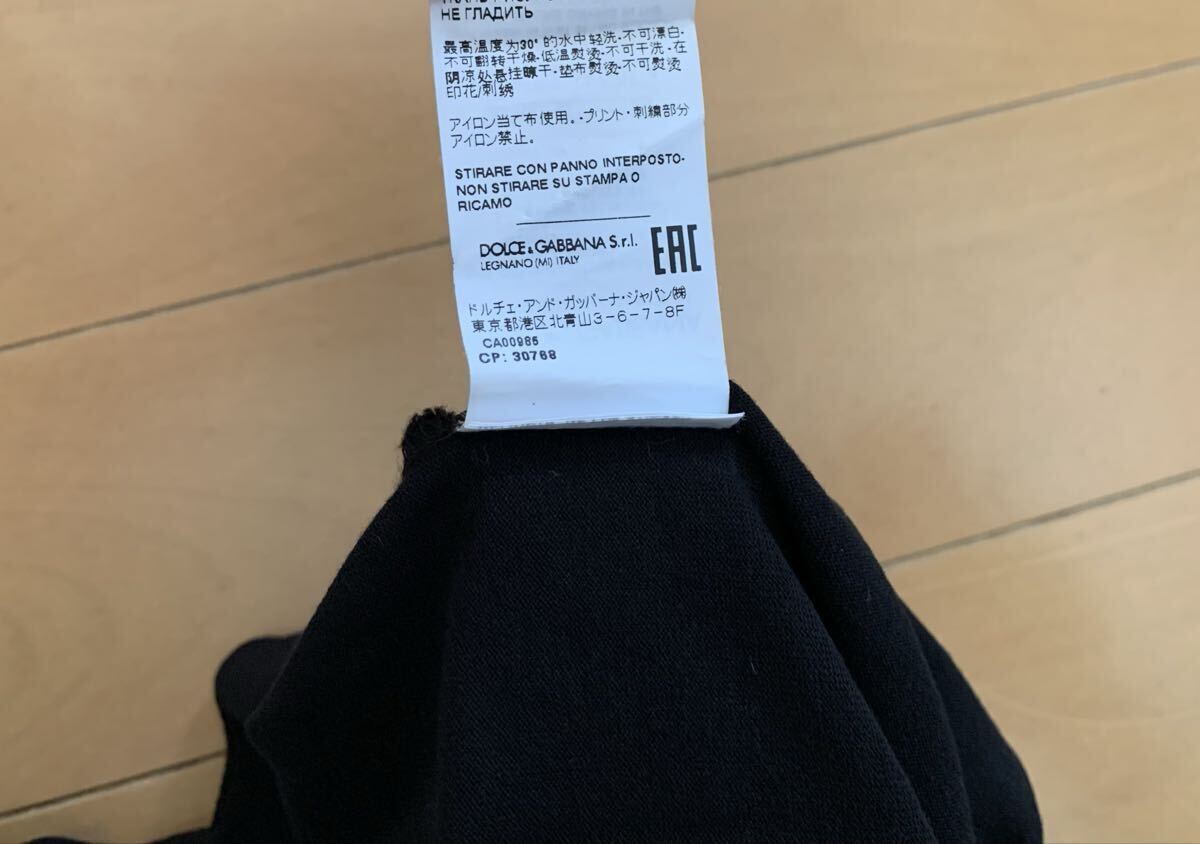 НЕ ГЛАДИТЬ
最高温度为30°的水中轻洗·不可漂白·
不可翻转干燥·低温熨烫·不可干洗·在
阴凉处悬挂晾干·垫布熨烫·不可熨烫
印花/刺绣
アイロン当て布使用。・プリント・刺繍部分
アイロン禁止。
STIRARE CON PANNO INTERPOSTO-
NON STIRARE SU STAMPA O
RICAMO
DOLCE & GABBANA S.r.l.
LEGNANO (MI) ITALY
EAC
ドルチェ・アンド・ガッバーナ・ジャパン㈱
東京都港区北青山3-6-7-8F
CA00985
CP: 30768